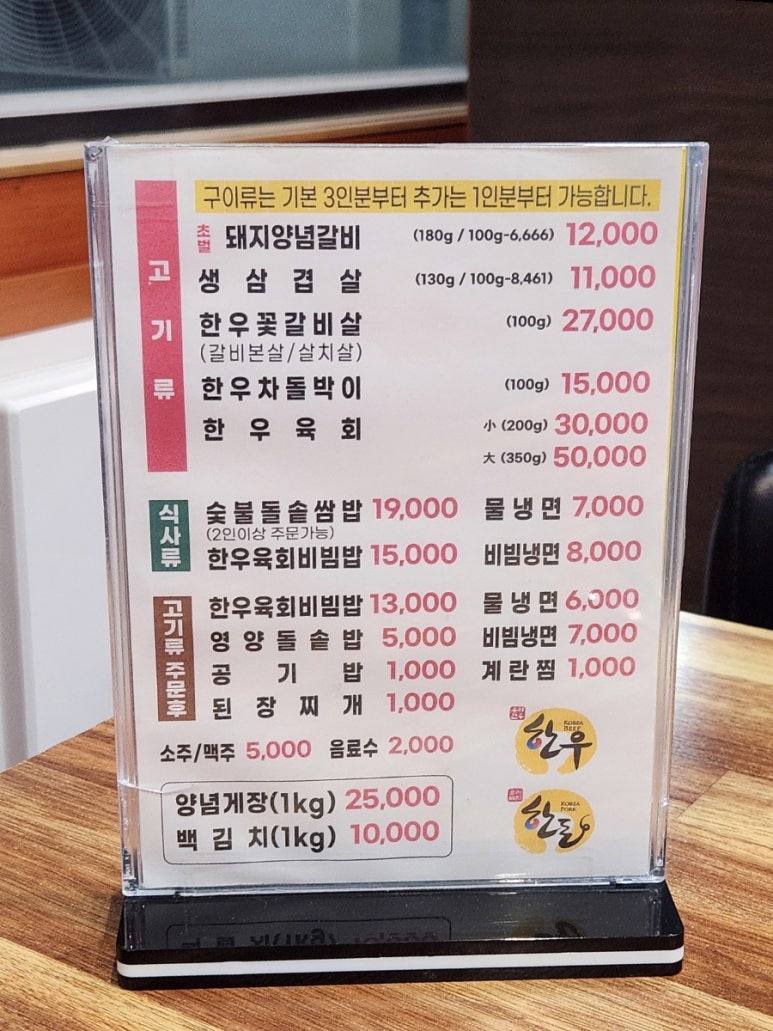 구이류는 기본 3인분부터 추가는 1인분부터 가능합니다.
고기류
초벌 돼지양념갈비 (180g / 100g-6,666) 12,000
생삼겹살 (130g / 100g-8,461) 11,000
한우꽃갈비살 (100g) 27,000
(갈비본살/살치살)
한우차돌박이 (100g) 15,000
한우육회 小 (200g) 30,000
大 (350g) 50,000
식사류
숯불돌솥쌈밥 19,000 물냉면 7,000
(2인이상 주문가능)
한우육회비빔밥 15,000 비빔냉면 8,000
고기류 주문후
한우육회비빔밥 13,000 물냉면 6,000
영양돌솥밥 5,000 비빔냉면 7,000
공기밥 1,000 계란찜 1,000
된장찌개 1,000
소주/맥주 5,000 음료수 2,000
양념게장(1kg) 25,000
백김치(1kg) 10,000
KOREA BEEF
한우
KOREA PORK
한돈